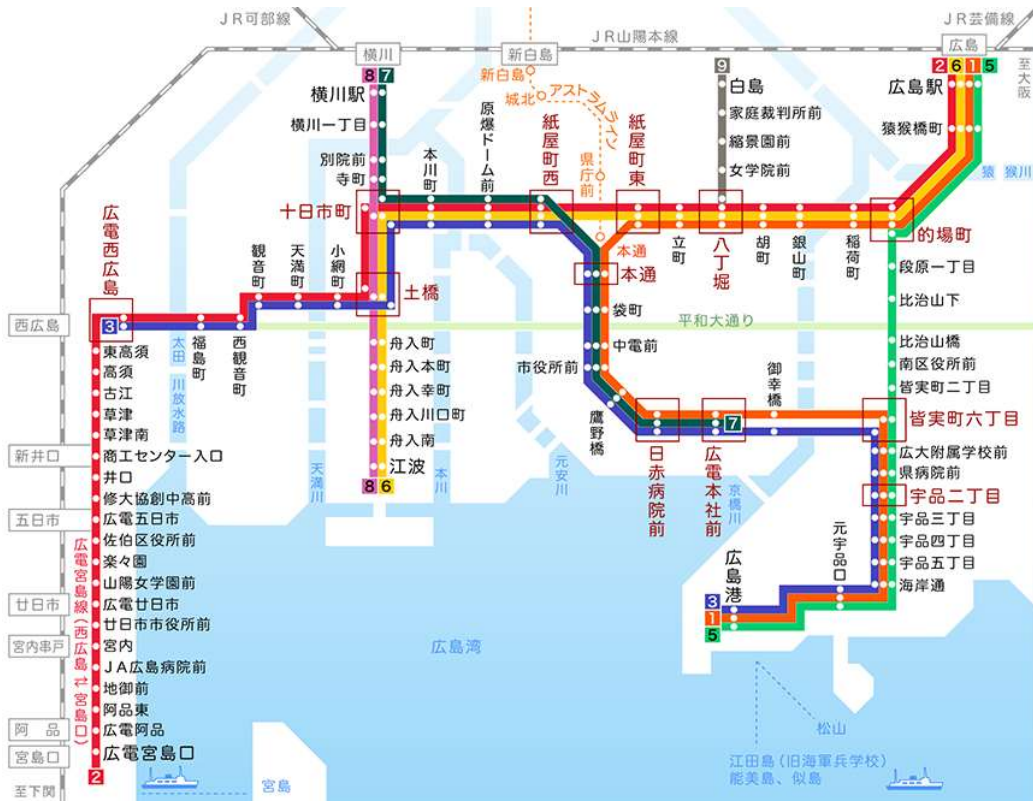 JR可部線
JR山陽本線
JR芸備線
横川
新白島
広島
至大阪
8 7
9
2 6 1 5
横川駅
横川一丁目
別院前
寺町
十日市町
本川町
原爆ドーム前
紙屋町西
新白島
城北
アストラムライン
県庁前
本通
紙屋町東
白島
家庭裁判所前
縮景園前
女学院前
立町
八丁堀
胡町
銀山町
稲荷町
広島駅
猿猴橋町
猿猴川
的場町
段原一丁目
比治山下
比治山橋
南区役所前
皆実町二丁目
皆実町六丁目
広大附属学校前
県病院前
宇品二丁目
宇品三丁目
宇品四丁目
宇品五丁目
海岸通
元宇品口
広島港
3
1
5
本通
袋町
中電前
市役所前
鷹野橋
日赤病院前
広電本社前
7
御幸橋
平和大通り
土橋
小網町
天満町
観音町
西観音町
福島町
広電西広島
3
西広島
舟入町
舟入本町
舟入幸町
舟入川口町
舟入南
江波
8 6
太田川放水路
天満川
本川
元安川
京橋川
東高須
高須
古江
草津
草津南
商工センター入口
井口
修大協創中高前
広電五日市
佐伯区役所前
楽々園
山陽女学園前
広電廿日市
廿日市市役所前
宮内
JA広島病院前
地御前
阿品東
広電阿品
広電宮島口
2
広電宮島線(西広島⇄宮島口)
新井口
五日市
廿日市
宮内串戸
阿品
宮島口
至下関
広島湾
宮島
松山
江田島(旧海軍兵学校)
能美島、似島